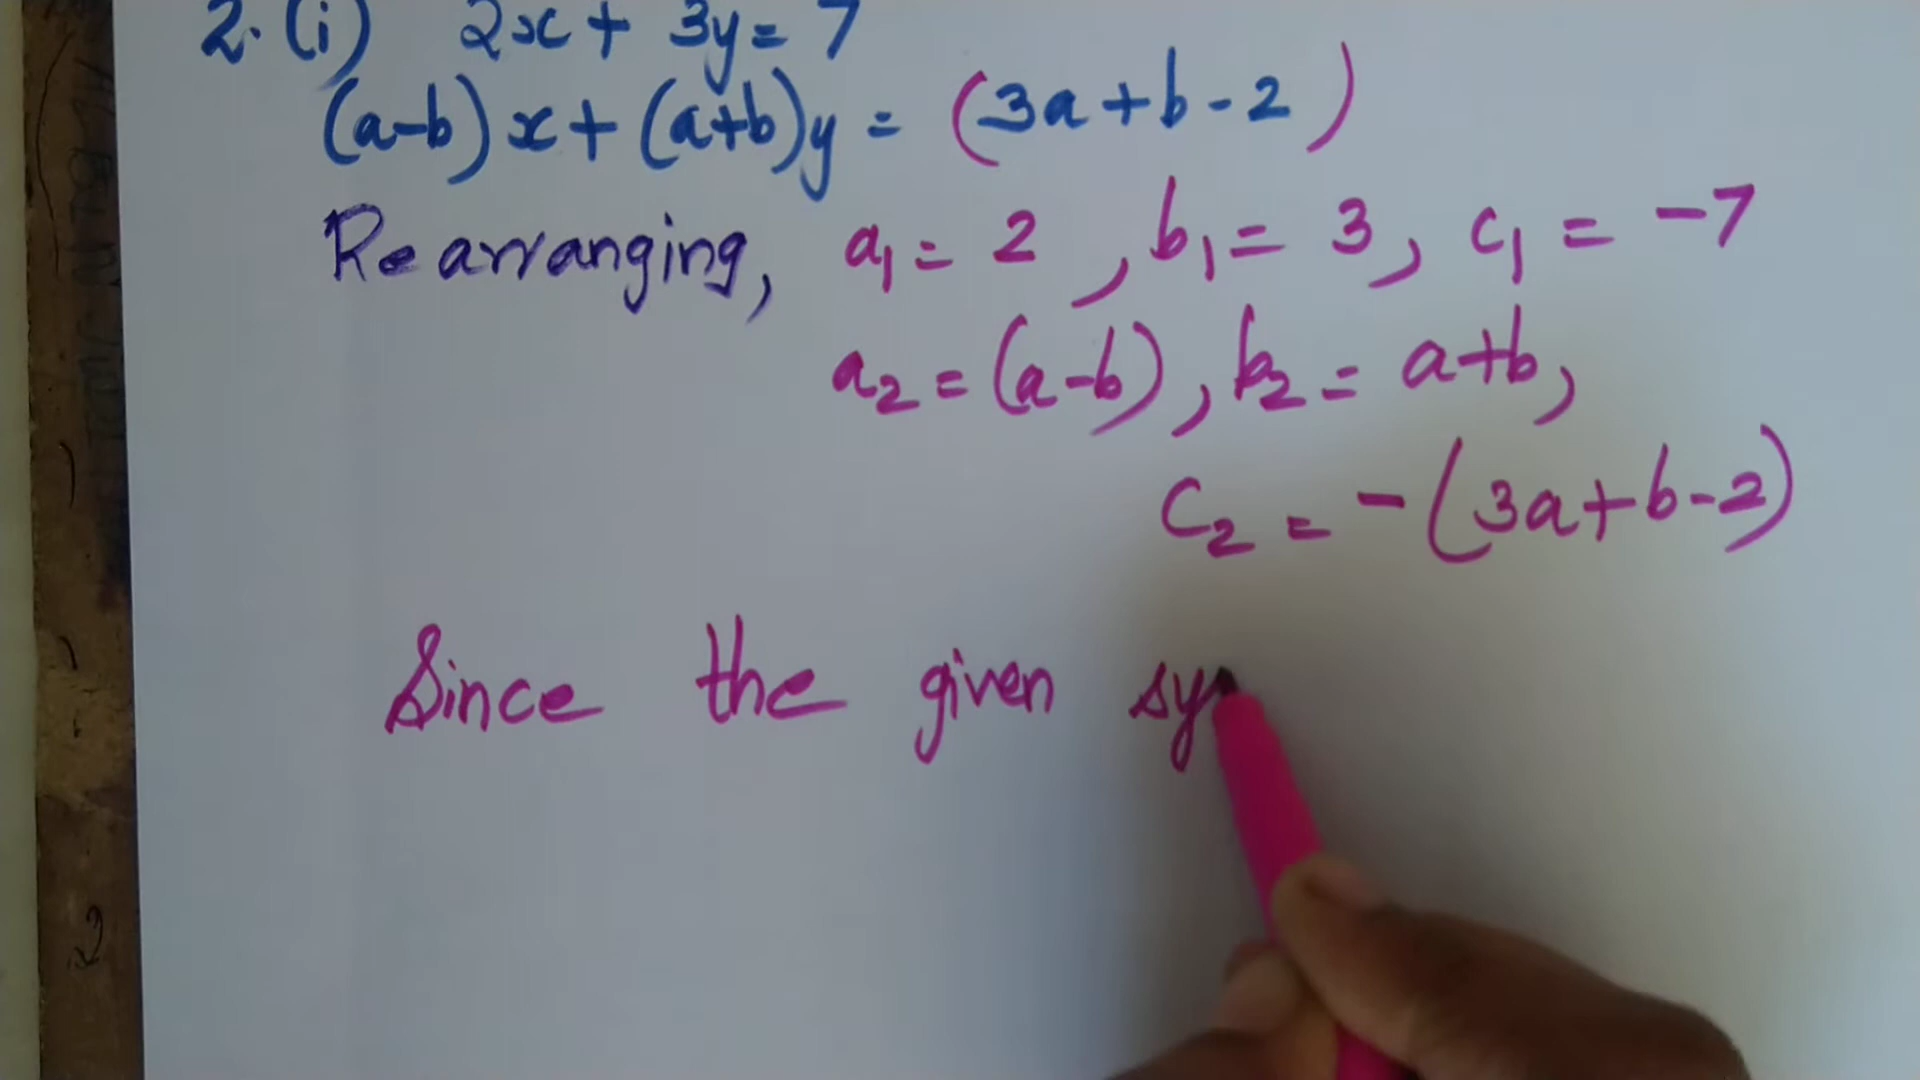 2. (i) 2x + 3y = 7
(a-b)x + (a+b)y = (3a+b-2)
Rearranging, a₁ = 2, b₁ = 3, c₁ = -7
a₂ = (a-b), b₂ = a+b,
c₂ = -(3a+b-2)
Since the given sys